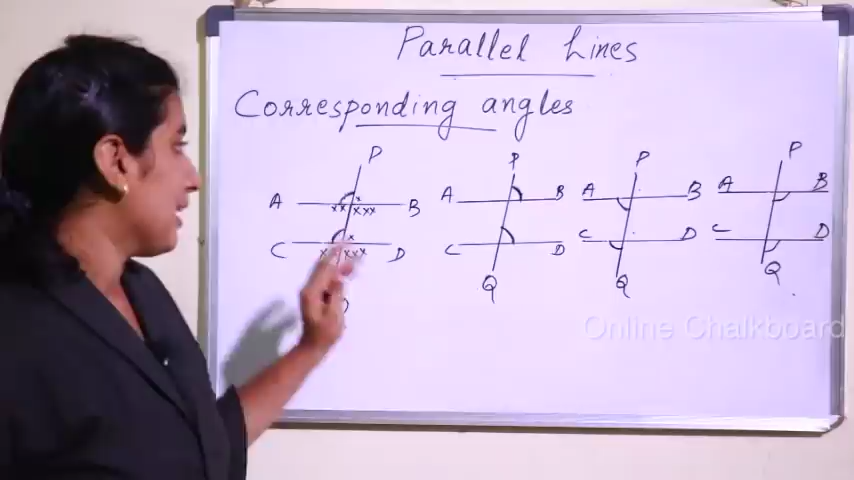 Parallel Lines
Corresponding angles
P
A
B
C
D
P
A
B
C
D
Q
P
A
B
C
D
Q
P
A
B
C
D
Q
Online Chalkboard